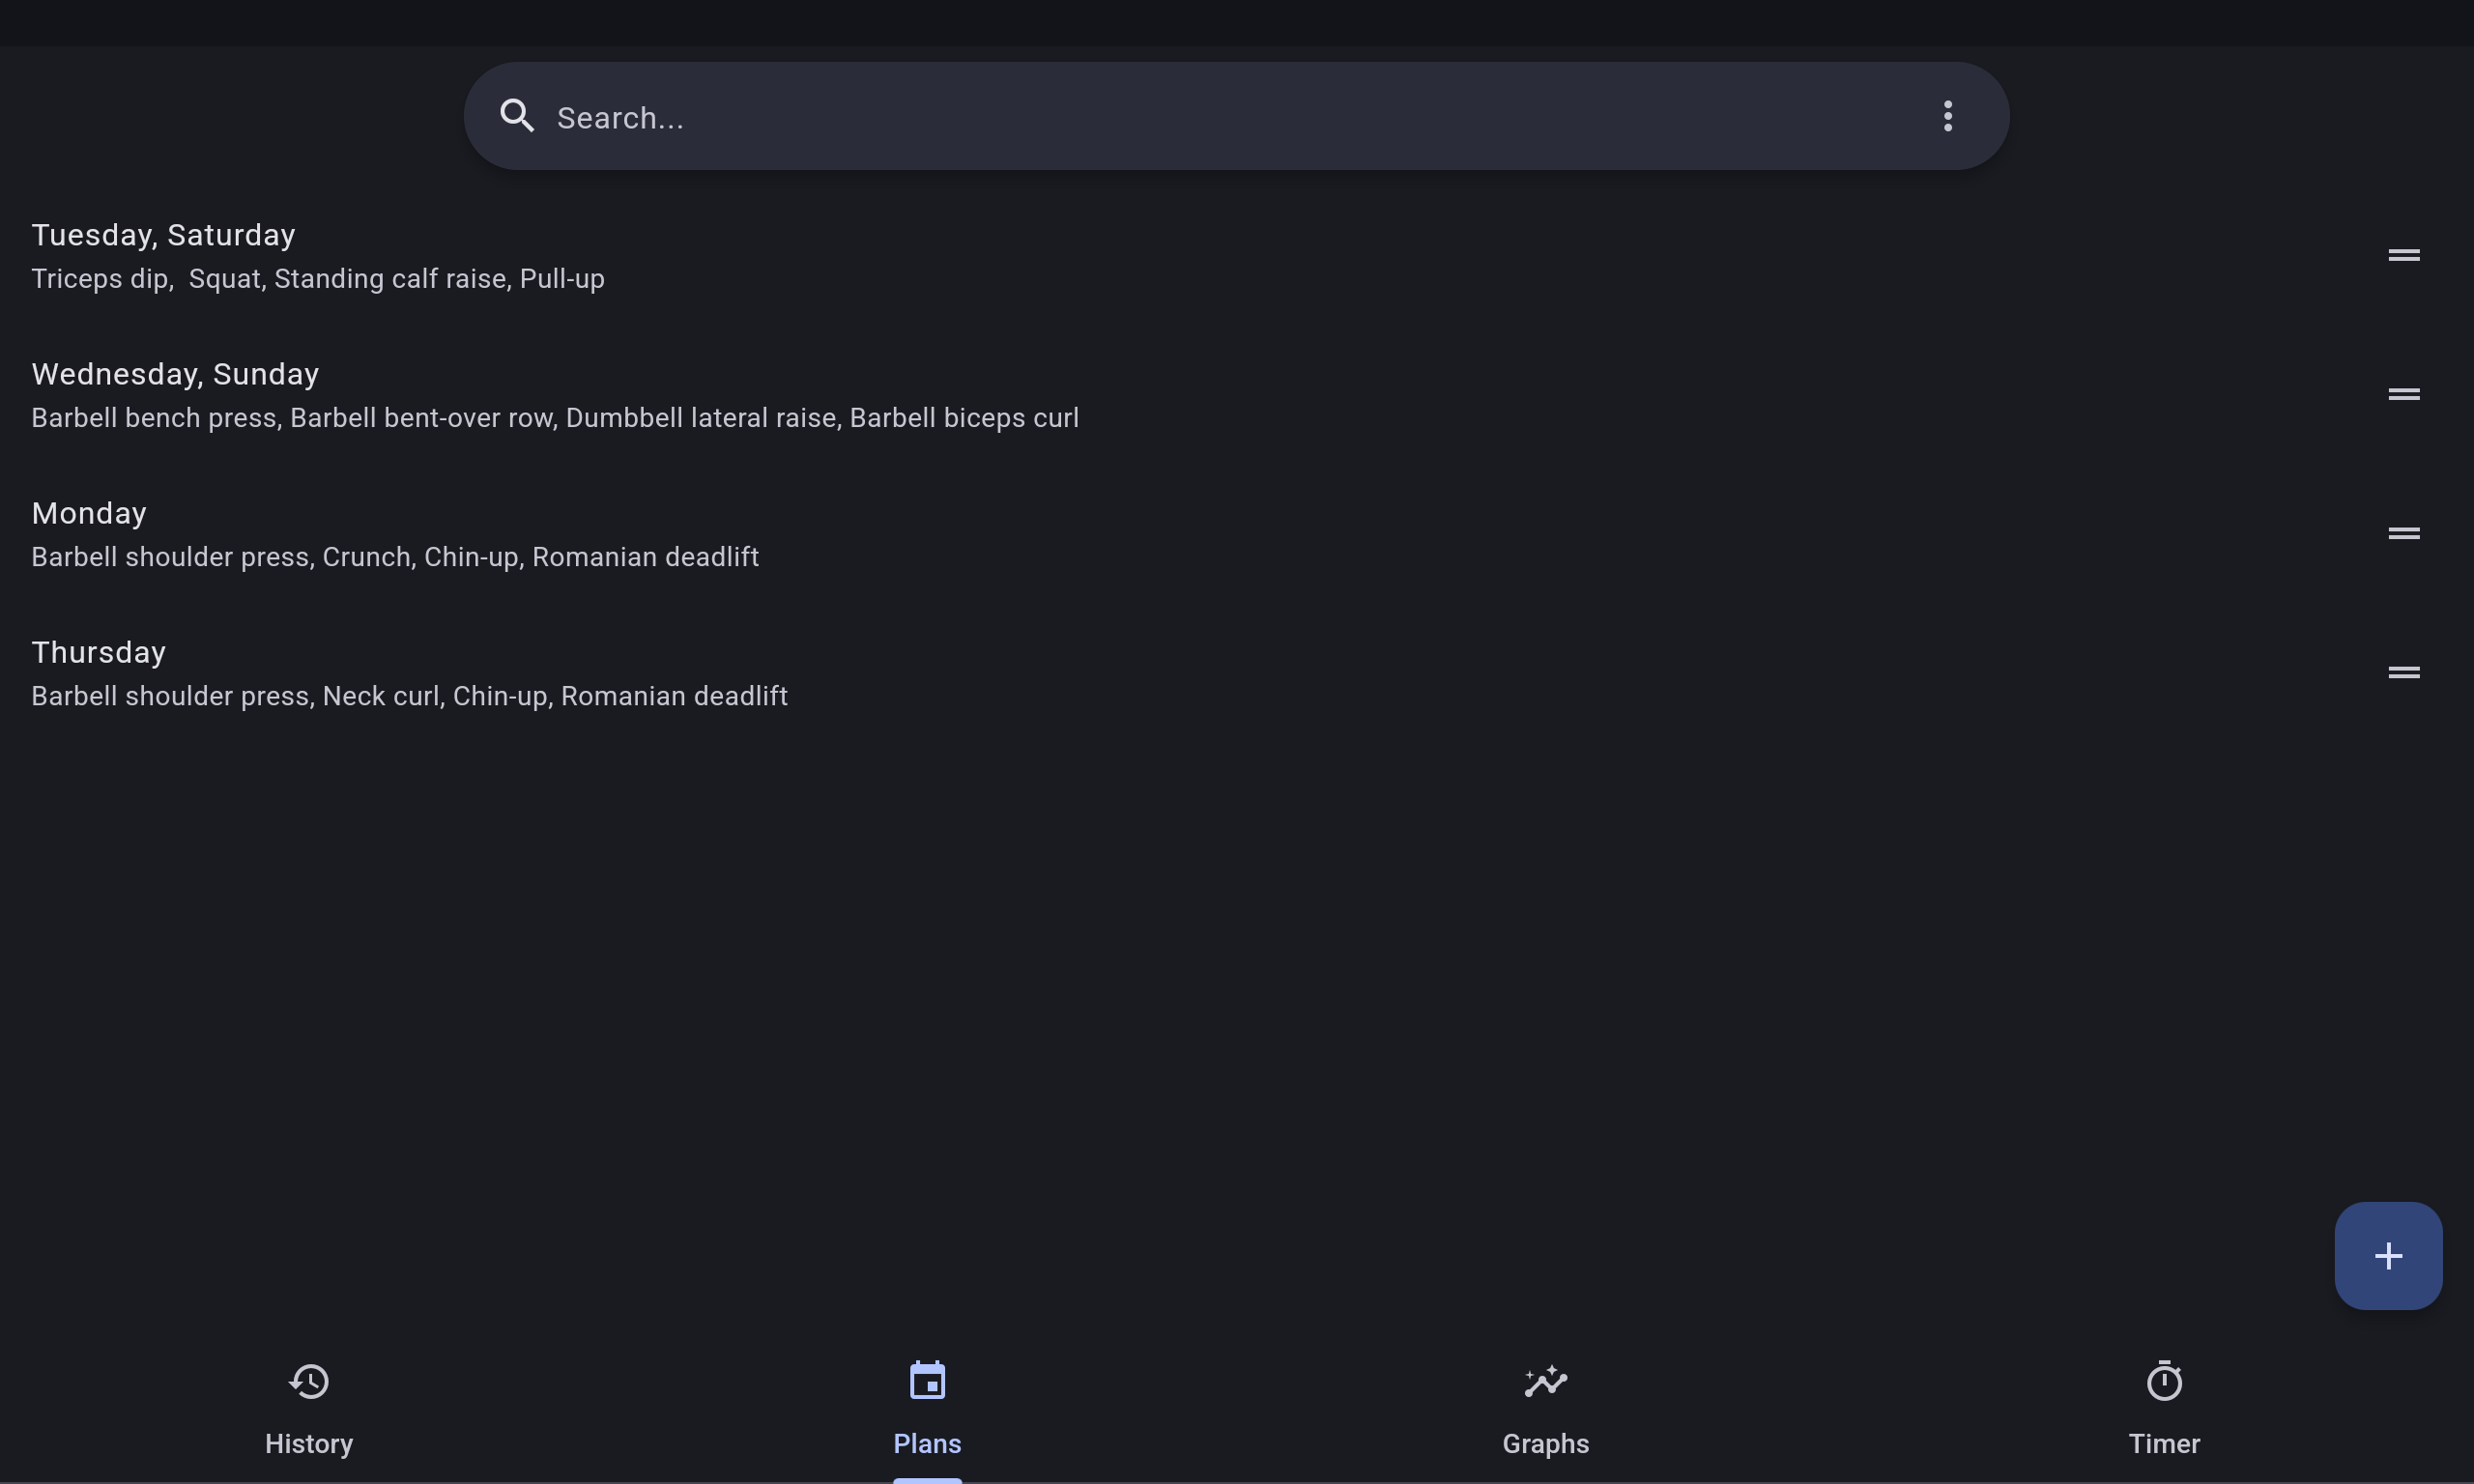 Search...
Tuesday, Saturday
Triceps dip,  Squat, Standing calf raise, Pull-up
Wednesday, Sunday
Barbell bench press, Barbell bent-over row, Dumbbell lateral raise, Barbell biceps curl
Monday
Barbell shoulder press, Crunch, Chin-up, Romanian deadlift
Thursday
Barbell shoulder press, Neck curl, Chin-up, Romanian deadlift
History
Plans
Graphs
Timer